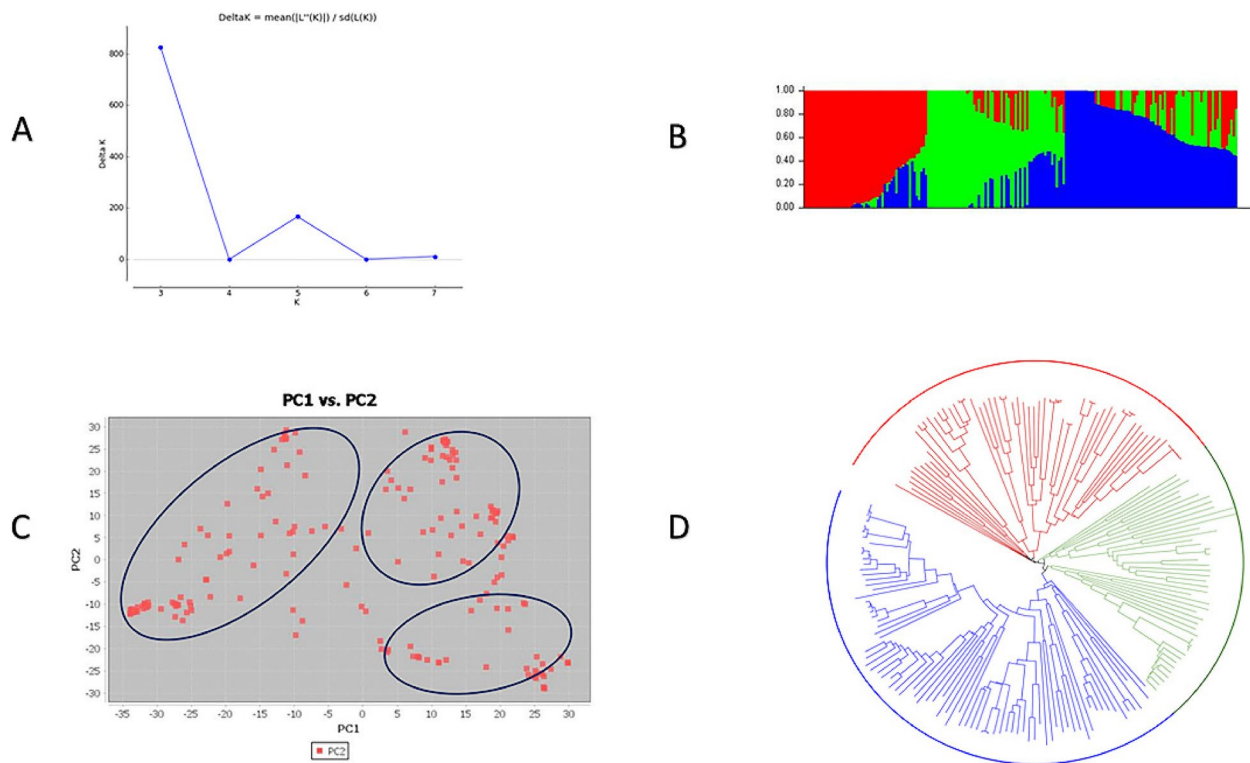 A
DeltaK = mean(|L''(K)|) / sd(L(K))
Delta K
800
600
400
200
0
3 4 5 6 7
K
B
1.00
0.80
0.60
0.40
0.20
0.00
C
PC1 vs. PC2
PC2
30
25
20
15
10
5
0
-5
-10
-15
-20
-25
-30
-35 -30 -25 -20 -15 -10 -5 0 5 10 15 20 25 30
PC1
PC2
D